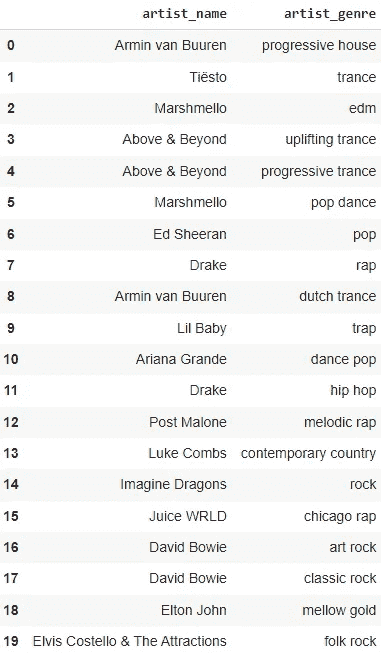 artist_name artist_genre
0 Armin van Buuren progressive house
1 Tiësto trance
2 Marshmello edm
3 Above & Beyond uplifting trance
4 Above & Beyond progressive trance
5 Marshmello pop dance
6 Ed Sheeran pop
7 Drake rap
8 Armin van Buuren dutch trance
9 Lil Baby trap
10 Ariana Grande dance pop
11 Drake hip hop
12 Post Malone melodic rap
13 Luke Combs contemporary country
14 Imagine Dragons rock
15 Juice WRLD chicago rap
16 David Bowie art rock
17 David Bowie classic rock
18 Elton John mellow gold
19 Elvis Costello & The Attractions folk rock